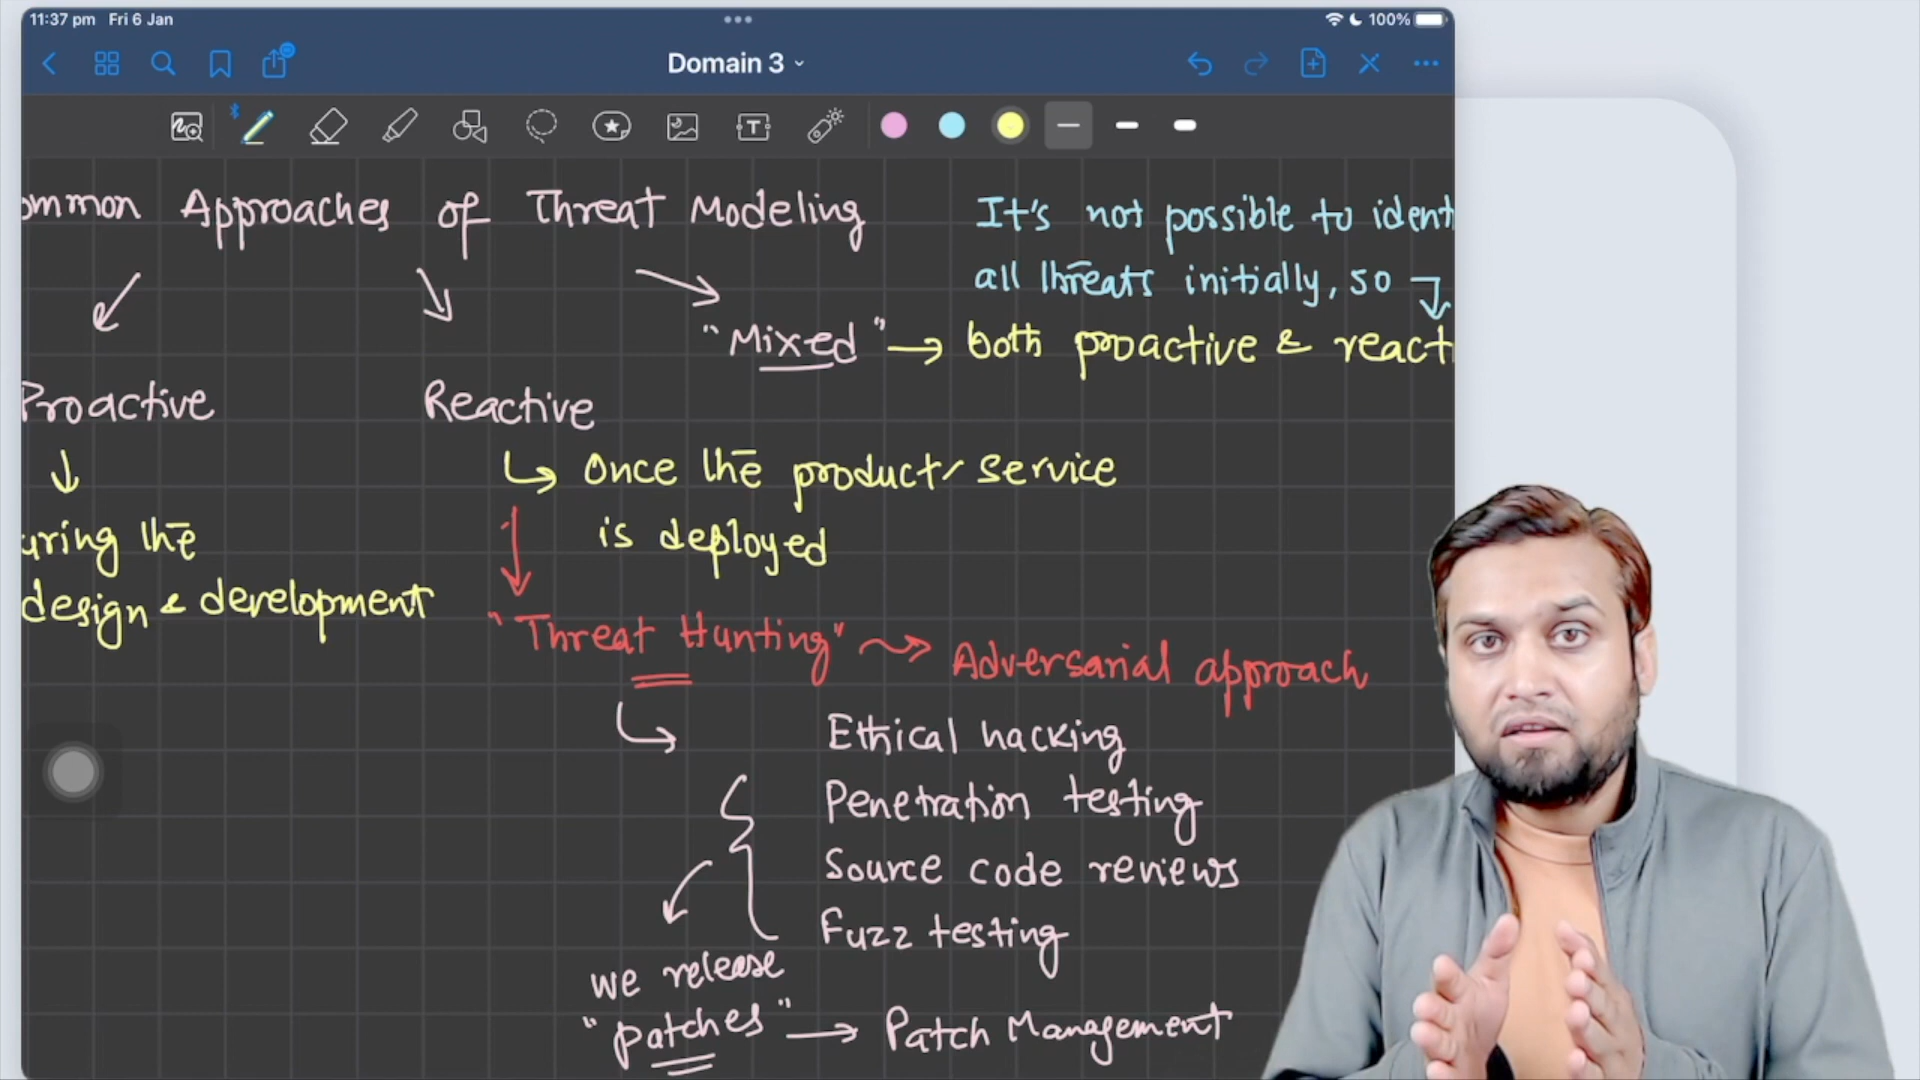 11:37 pm Fri 6 Jan
100%
Domain 3
ommon Approaches of Threat Modeling
It's not possible to ident
all threats initially, so
"Mixed" → both proactive & reacti
Proactive
Reactive
uring the
design & development
Once the product/service
is deployed
"Threat Hunting" Adversarial approach
Ethical hacking
Penetration testing
Source code reviews
Fuzz testing
we release
"patches" → Patch Management